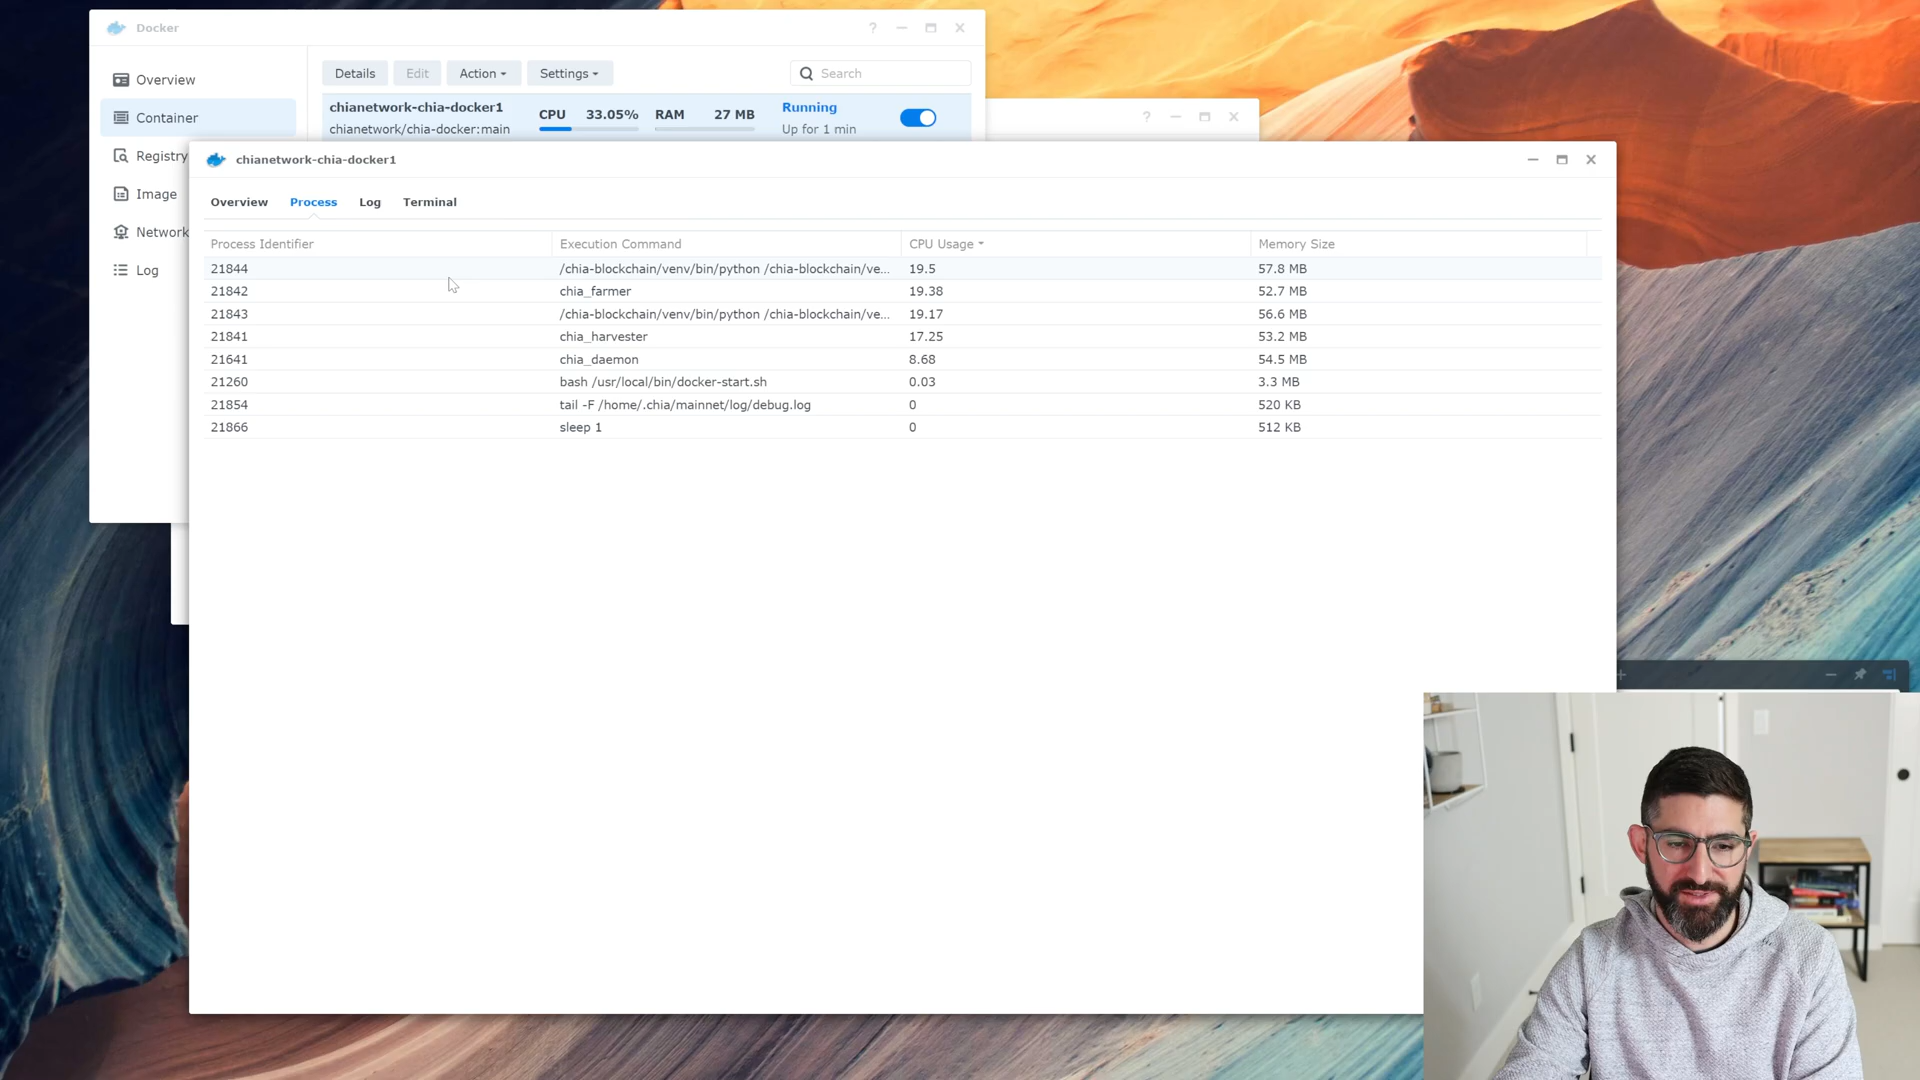 Docker
?
Overview
Container
Registry
Image
Network
Log
Details Edit Action Settings Search
chianetwork-chia-docker1 CPU 33.05% RAM 27 MB Running
chianetwork/chia-docker:main Up for 1 min
?
chianetwork-chia-docker1
Overview Process Log Terminal
Process Identifier Execution Command CPU Usage Memory Size
21844 /chia-blockchain/venv/bin/python /chia-blockchain/ve... 19.5 57.8 MB
21842 chia_farmer 19.38 52.7 MB
21843 /chia-blockchain/venv/bin/python /chia-blockchain/ve... 19.17 56.6 MB
21841 chia_harvester 17.25 53.2 MB
21641 chia_daemon 8.68 54.5 MB
21260 bash /usr/local/bin/docker-start.sh 0.03 3.3 MB
21854 tail -F /home/.chia/mainnet/log/debug.log 0 520 KB
21866 sleep 1 0 512 KB